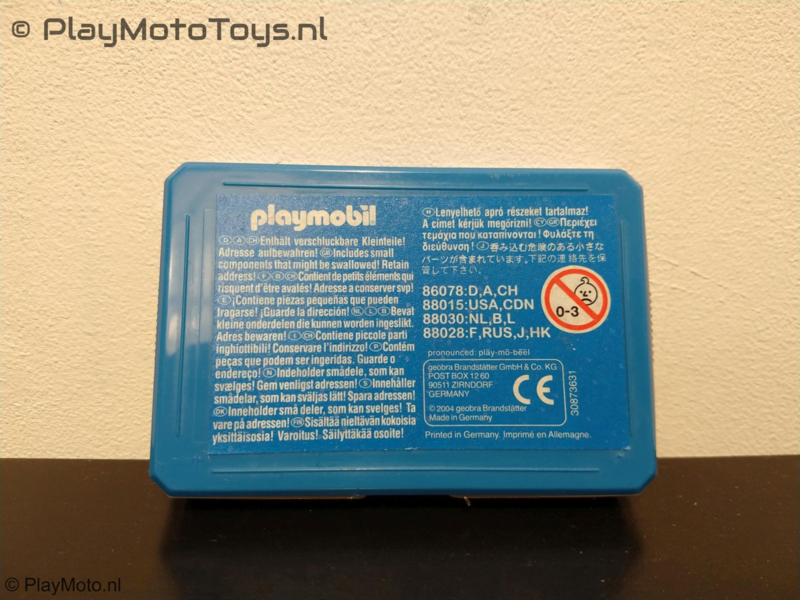 © PlayMotoToys.nl
playmobil
Ⓓ Ⓐ ⒸⒽ Enthält verschluckbare Kleinteile!
Adresse aufbewahren! ⒼⒷ Includes small
components that might be swallowed! Retain
address! Ⓕ Ⓑ ⒸⒽ Contient de petits élements qui
risquent d'être avalés! Adresse a conserver svp!
Ⓔ ¡Contiene piezas pequeñas que pueden
tragarse! ¡Guarde la dirección! ⓃⓁ Ⓑ Bevat
kleine onderdelen die kunnen worden ingeslikt.
Adres bewaren! Ⓘ ⒸⒽ Contiene piccole parti
inghiottibili! Conservare l'indirizzo! Ⓟ Contém
peças que podem ser ingeridas. Guarde o
endereço! Ⓝ Indeholder smådele, som kan
svælges! Gem venligst adressen! Ⓢ Innehåller
smådelar, som kan sväljas lätt! Spara adressen!
ⒹⓀ Inneholder små deler, som kan svelges! Ta
vare på adressen! ⒻⒾⓃ Sisältää nieltävän kokoisia
yksittäisosia! Varoitus! Säilyttäkää osoite!
Ⓗ Lenyelhető apró részeket tartalmaz!
A címet kérjük megőrizni! ⒸⓎ ⒼⓇ Περιέχει
τεμάχια που καταπίνονται! Φυλάξτε τη
διεύθυνση! Ⓙ 呑み込む危険のある小さな
パーツが含まれています。下記の連絡先を保
管して下さい。
86078:D,A,CH
88015:USA,CDN
88030:NL,B,L
88028:F,RUS,J,HK
0-3
pronounced: play-mō-bēēl
geobra Brandstätter GmbH & Co. KG
POST BOX 12 60
90511 ZIRNDORF
GERMANY
© 2004 geobra Brandstätter
Made in Germany
CE
30873631
Printed in Germany. Imprimé en Allemagne.
© PlayMoto.nl